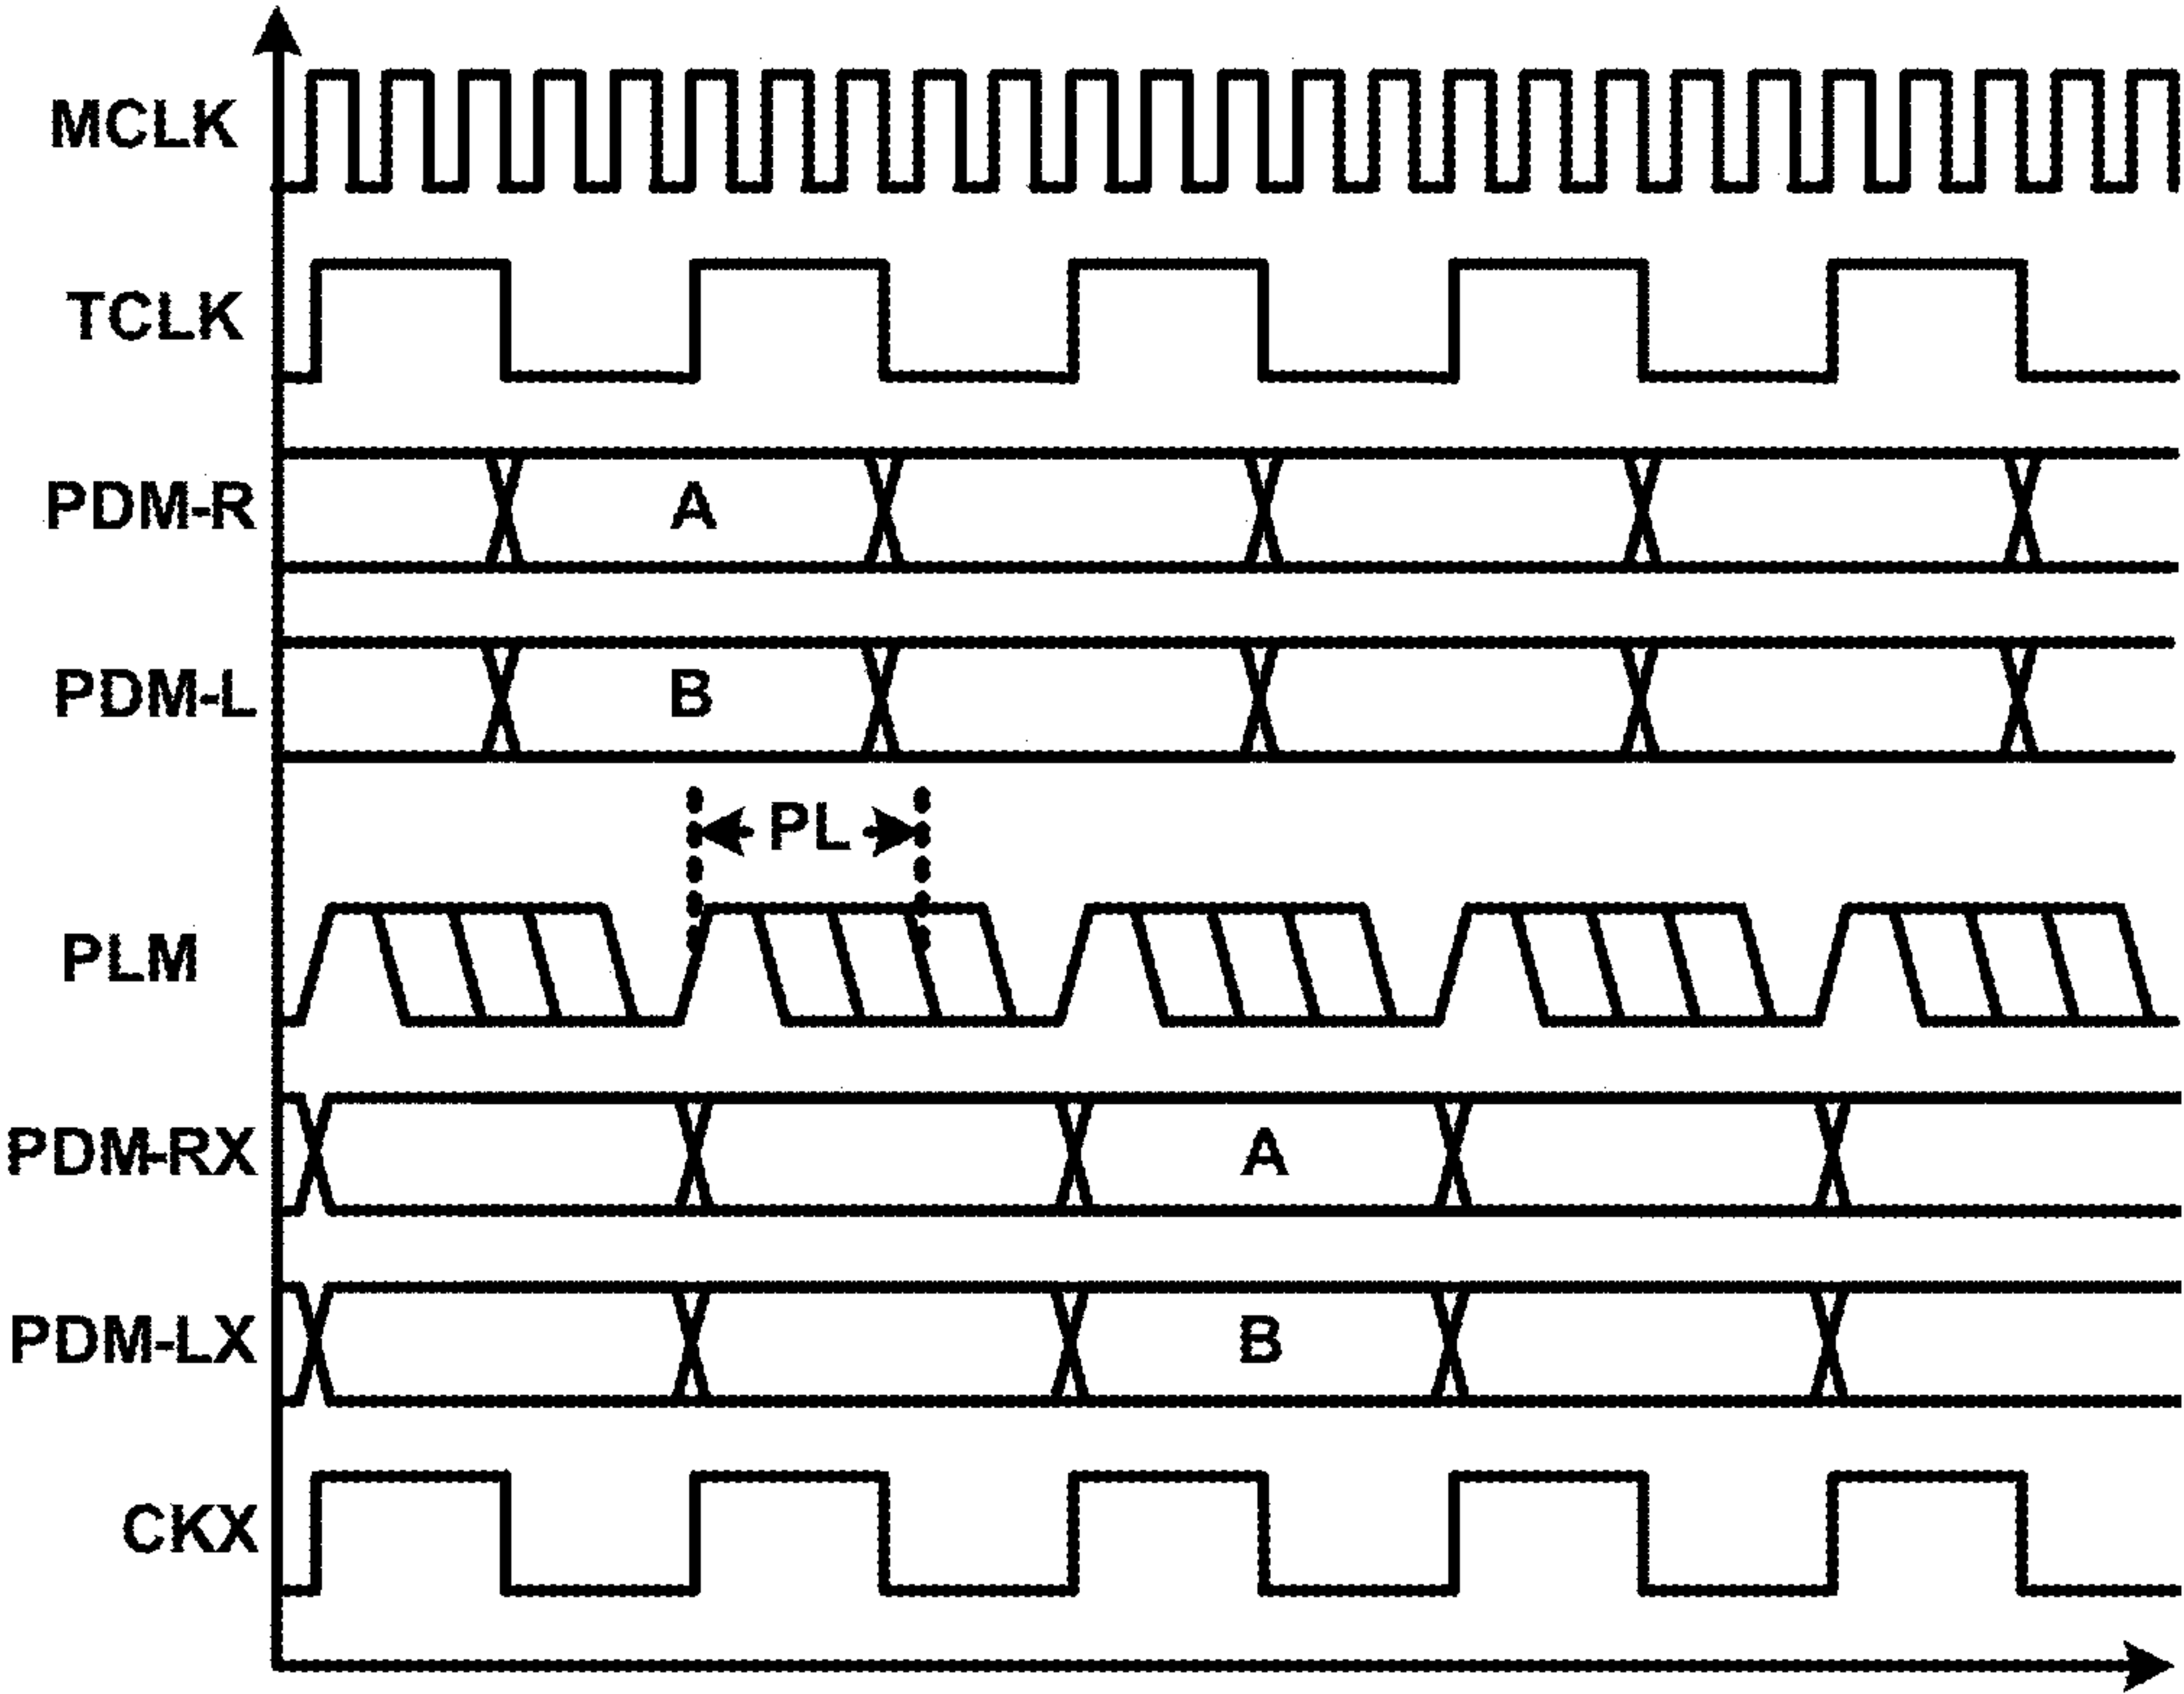 MCLK
TCLK
PDM-R
A
PDM-L
B
PL
PLM
PDM-RX
A
PDM-LX
B
CKX